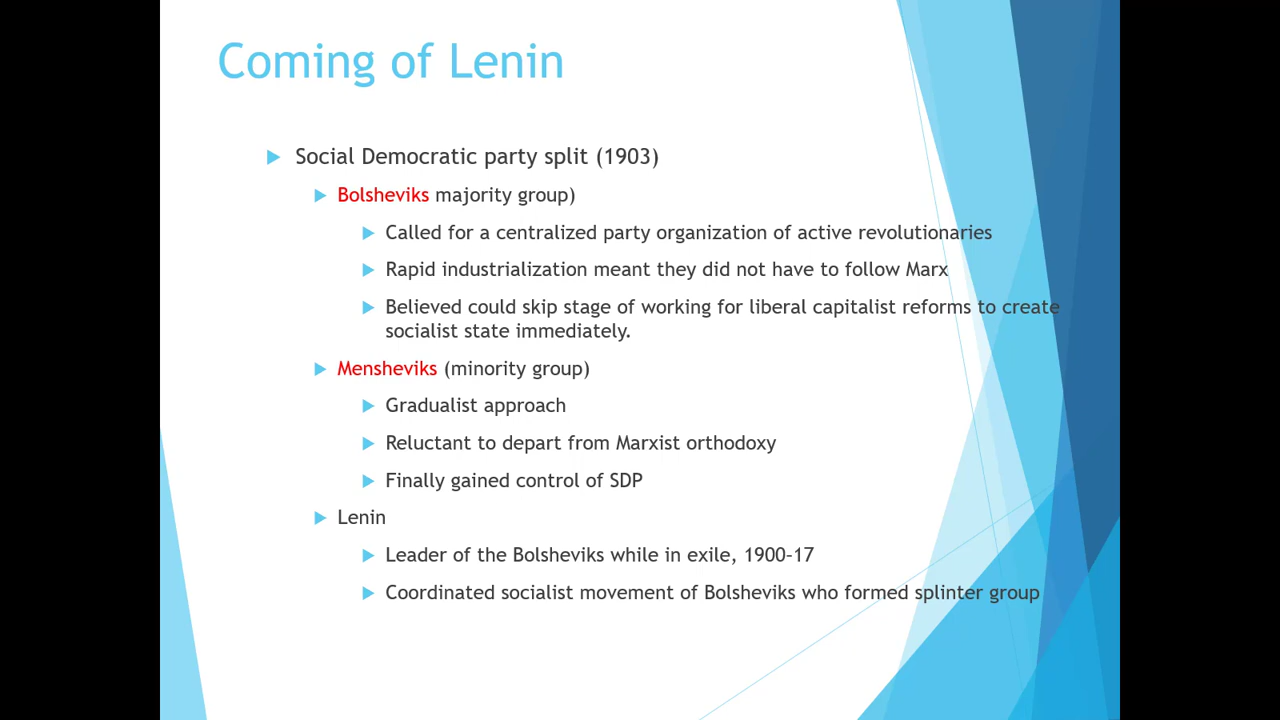 Coming of Lenin
Social Democratic party split (1903)
Bolsheviks majority group)
Called for a centralized party organization of active revolutionaries
Rapid industrialization meant they did not have to follow Marx
Believed could skip stage of working for liberal capitalist reforms to create
socialist state immediately.
Mensheviks (minority group)
Gradualist approach
Reluctant to depart from Marxist orthodoxy
Finally gained control of SDP
Lenin
Leader of the Bolsheviks while in exile, 1900–17
Coordinated socialist movement of Bolsheviks who formed splinter group